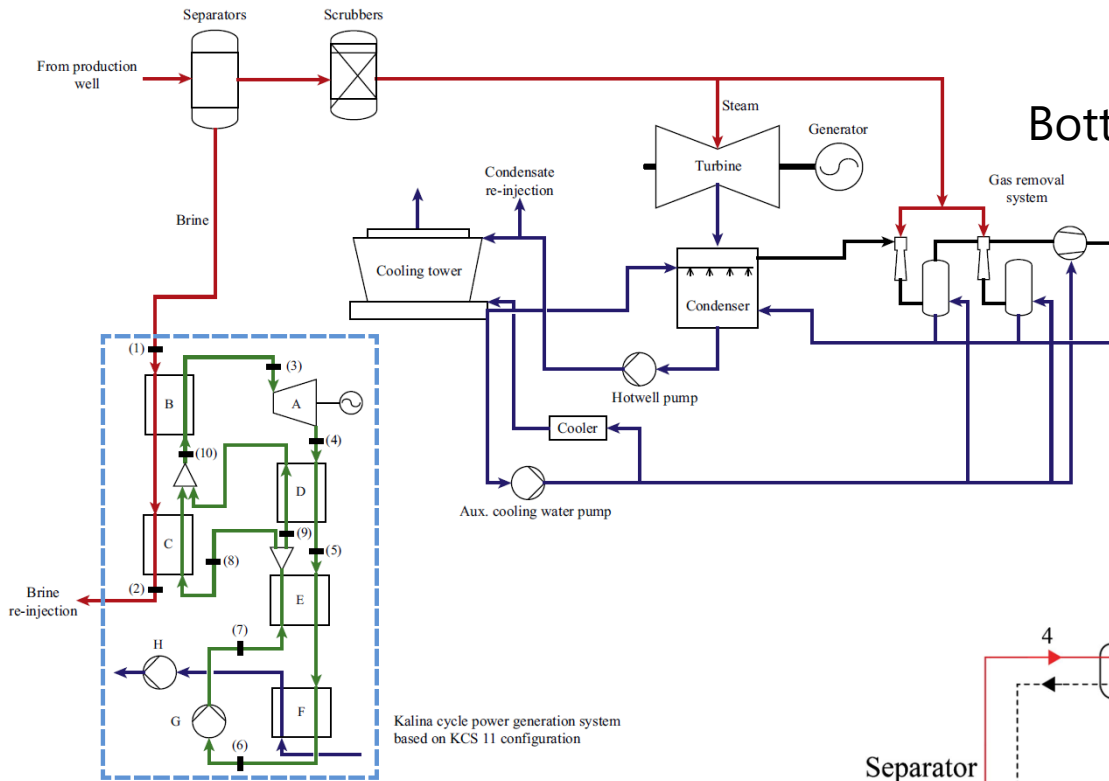 Separators
Scrubbers
From production
well
Steam
Bott
Generator
Turbine
Condensate
re-injection
Gas removal
system
Brine
Cooling tower
Condenser
(1)
(3)
B
A
Hotwell pump
Cooler
(4)
(10)
D
Aux. cooling water pump
C
(9)
(8)
(5)
(2)
Brine
re-injection
E
(7)
H
4
F
G
Kalina cycle power generation system
based on KCS 11 configuration
(6)
Separator